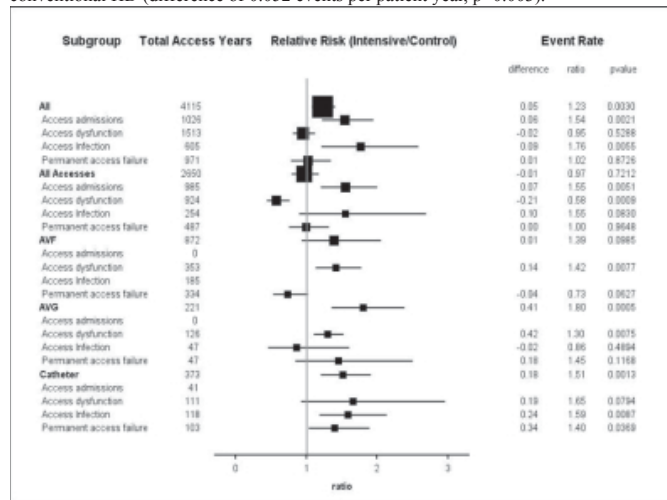 conventional HD (difference of 0.052 events per patient-year, p=0.003).
Subgroup Total Access Years Relative Risk (Intensive/Control) Event Rate
difference ratio pvalue
All 4115 0.05 1.23 0.0030
Access admissions 1026 0.06 1.54 0.0021
Access dysfunction 1513 -0.02 0.95 0.5288
Access Infection 605 0.09 1.76 0.0055
Permanent access failure 971 0.01 1.02 0.8726
All Accesses 2650 -0.01 0.97 0.7212
Access admissions 985 0.07 1.55 0.0051
Access dysfunction 924 -0.21 0.58 0.0009
Access Infection 254 0.10 1.55 0.0830
Permanent access failure 487 0.00 1.00 0.9648
AVF 872 0.01 1.39 0.0985
Access admissions 0
Access dysfunction 353 0.14 1.42 0.0077
Access Infection 185
Permanent access failure 334 -0.04 0.73 0.0627
AVG 221 0.41 1.80 0.0005
Access admissions 0
Access dysfunction 126 0.42 1.30 0.0075
Access Infection 47 -0.02 0.86 0.4894
Permanent access failure 47 0.18 1.45 0.1168
Catheter 373 0.18 1.51 0.0013
Access admissions 41
Access dysfunction 111 0.19 1.65 0.0794
Access Infection 118 0.24 1.59 0.0087
Permanent access failure 103 0.34 1.40 0.0369
0 1 2 3
ratio